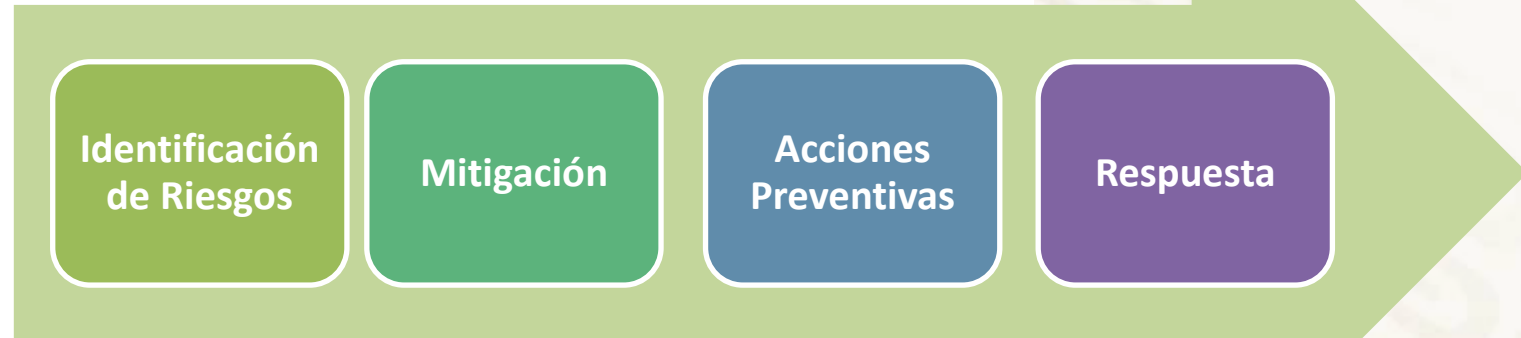 Identificación
de Riesgos
Mitigación
Acciones
Preventivas
Respuesta